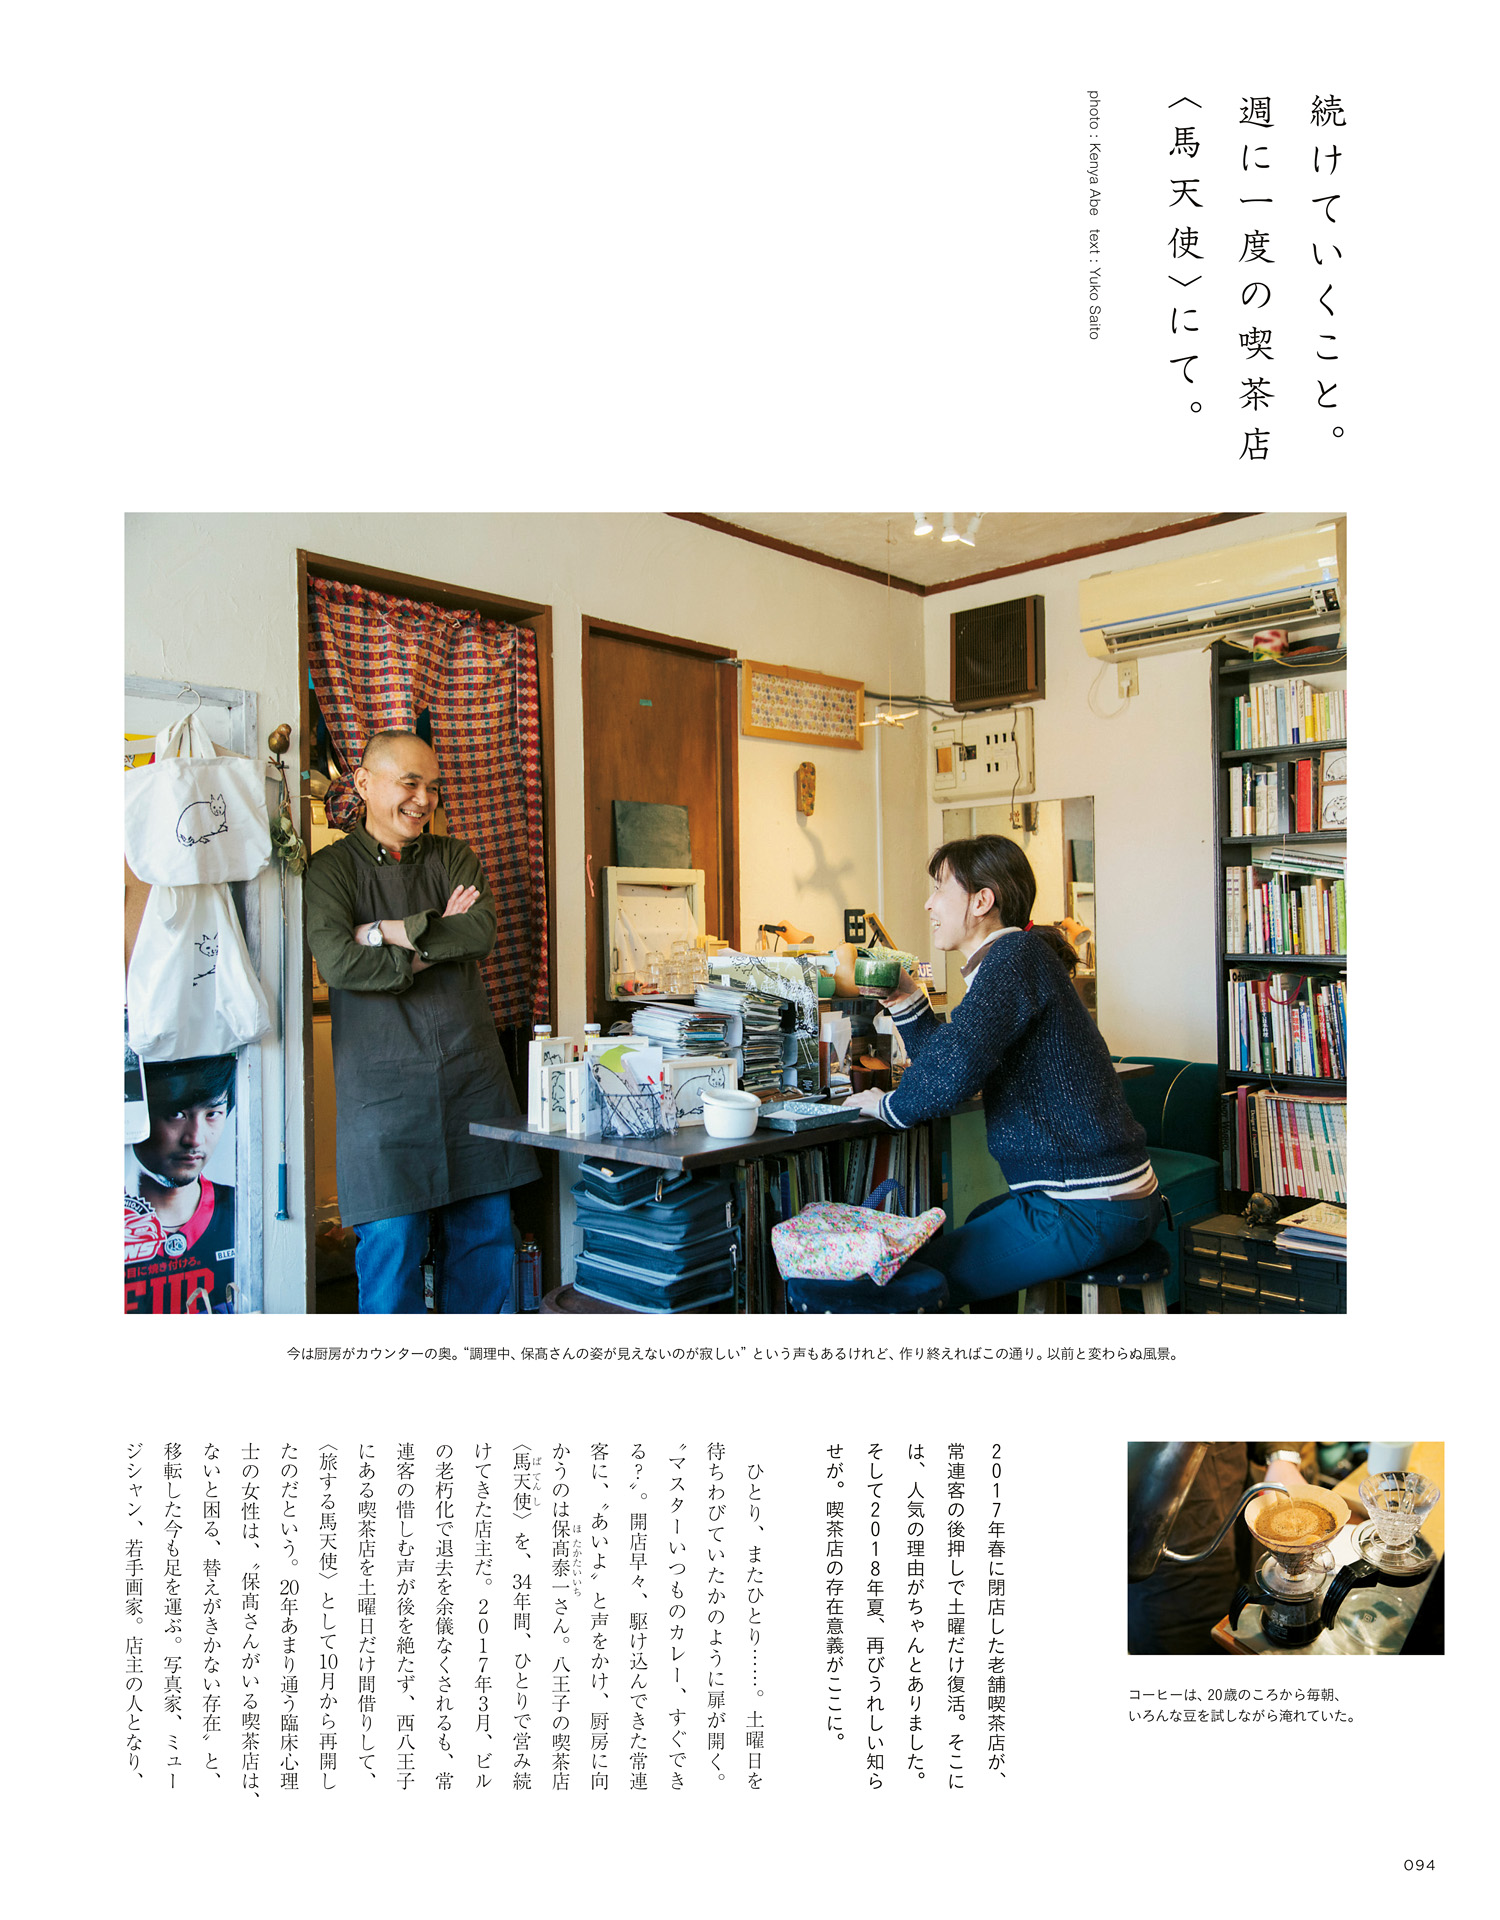 続けていくこと。
週に一度の喫茶店
〈馬天使〉にて。
photo : Kenya Abe　text : Yuko Saito
今は厨房がカウンターの奥。“調理中、保髙さんの姿が見えないのが寂しい” という声もあるけれど、作り終えればこの通り。以前と変わらぬ風景。
コーヒーは、20歳のころから毎朝、
いろんな豆を試しながら淹れていた。
2017年春に閉店した老舗喫茶店が、
常連客の後押しで土曜だけ復活。そこに
は、人気の理由がちゃんとありました。
そして2018年夏、再びうれしい知ら
せが。喫茶店の存在意義がここに。
ひとり、またひとり……。土曜日を
待ちわびていたかのように扉が開く。
〝マスターいつものカレー、すぐでき
る？〟。開店早々、駆け込んできた常連
客に、〝あいよ〟と声をかけ、厨房に向
かうのは保髙泰一さん。八王子の喫茶店
〈馬天使〉を、34年間、ひとりで営み続
けてきた店主だ。2017年3月、ビル
の老朽化で退去を余儀なくされるも、常
連客の惜しむ声が後を絶たず、西八王子
にある喫茶店を土曜日だけ間借りして、
〈旅する馬天使〉として10月から再開し
たのだという。20年あまり通う臨床心理
士の女性は、〝保髙さんがいる喫茶店は、
ないと困る、替えがきかない存在〟と、
移転した今も足を運ぶ。写真家、ミュー
ジシャン、若手画家。店主の人となり、
094